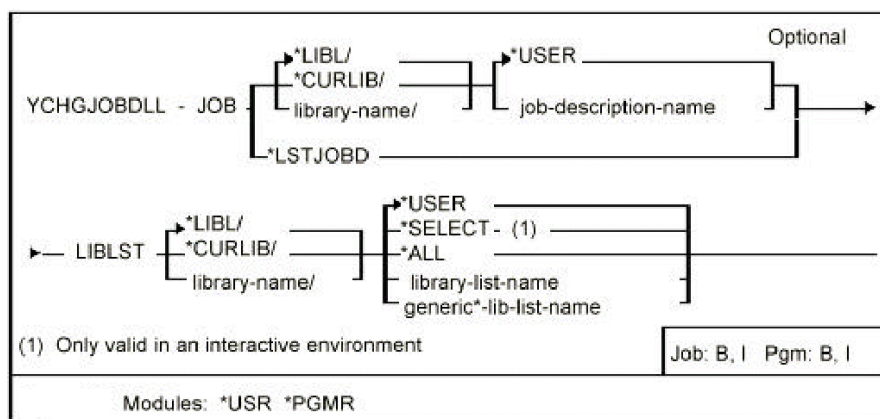 Optional
*LIBL/ *USER
*CURLIB/
YCHGJOBDLL - JOB library-name/ job-description-name
*LSTJOBD
*USER
*LIBL/ *SELECT - (1)
LIBLST *CURLIB/ *ALL
library-name/ library-list-name
generic*-lib-list-name
(1) Only valid in an interactive environment
Job: B, I Pgm: B, I
Modules: *USR *PGMR